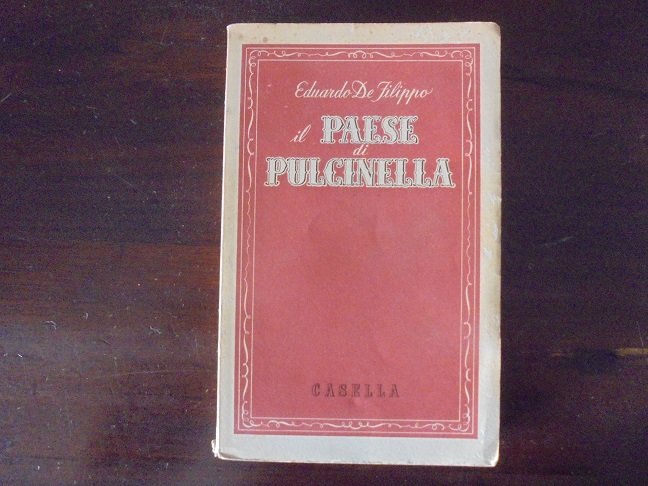 Eduardo De Filippo
il PAESE
di
PULCINELLA
CASELLA